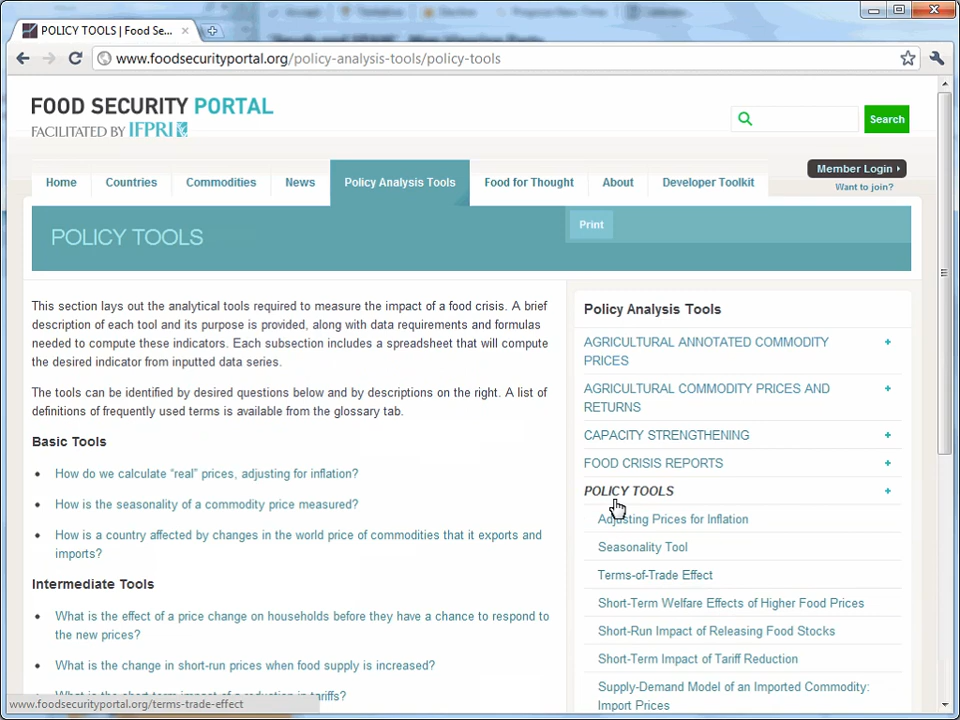 POLICY TOOLS | Food Se...
www.foodsecurityportal.org/policy-analysis-tools/policy-tools
FOOD SECURITY PORTAL
FACILITATED BY IFPRI
Search
Member Login
Want to join?
Home
Countries
Commodities
News
Policy Analysis Tools
Food for Thought
About
Developer Toolkit
POLICY TOOLS
Print
This section lays out the analytical tools required to measure the impact of a food crisis. A brief
description of each tool and its purpose is provided, along with data requirements and formulas
needed to compute these indicators. Each subsection includes a spreadsheet that will compute
the desired indicator from inputted data series.
The tools can be identified by desired questions below and by descriptions on the right. A list of
definitions of frequently used terms is available from the glossary tab.
Basic Tools
• How do we calculate “real” prices, adjusting for inflation?
• How is the seasonality of a commodity price measured?
• How is a country affected by changes in the world price of commodities that it exports and
imports?
Intermediate Tools
• What is the effect of a price change on households before they have a chance to respond to
the new prices?
• What is the change in short-run prices when food supply is increased?
• What is the short term impact of a reduction in tariffs?
www.foodsecurityportal.org/terms-trade-effect
Policy Analysis Tools
AGRICULTURAL ANNOTATED COMMODITY +
PRICES
AGRICULTURAL COMMODITY PRICES AND +
RETURNS
CAPACITY STRENGTHENING +
FOOD CRISIS REPORTS +
POLICY TOOLS +
Adjusting Prices for Inflation
Seasonality Tool
Terms-of-Trade Effect
Short-Term Welfare Effects of Higher Food Prices
Short-Run Impact of Releasing Food Stocks
Short-Term Impact of Tariff Reduction
Supply-Demand Model of an Imported Commodity:
Import Prices